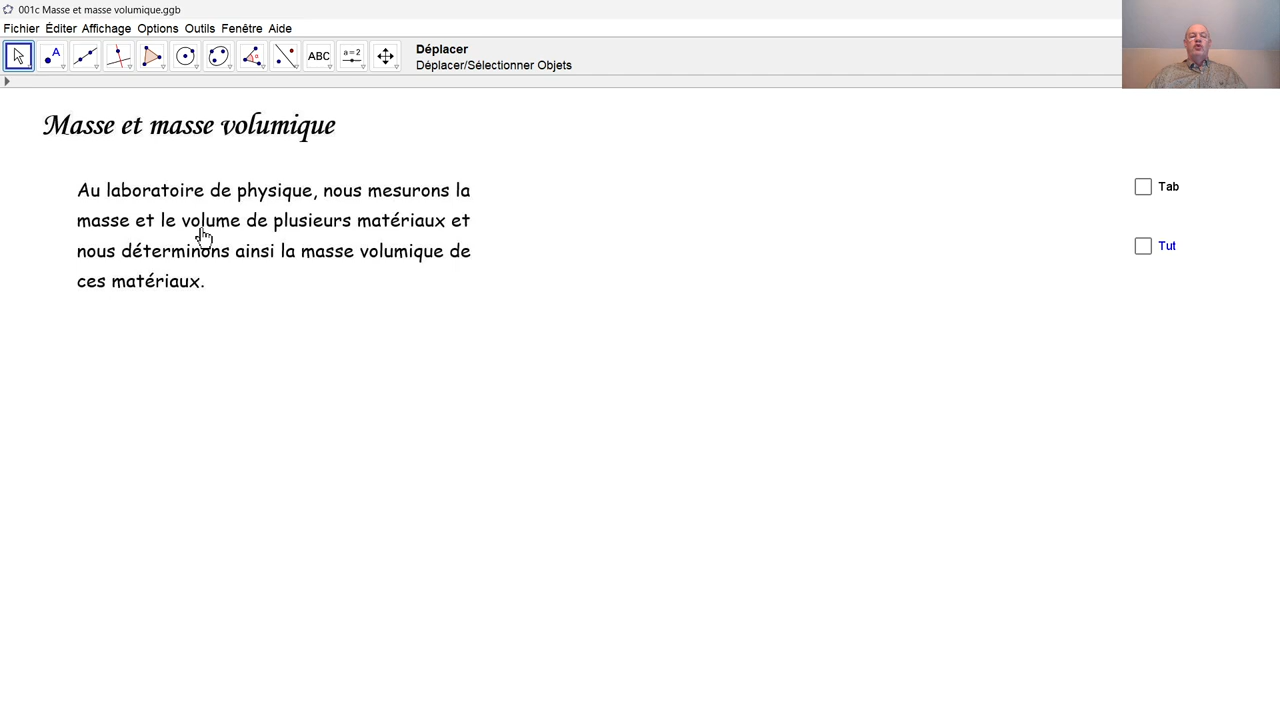 001c Masse et masse volumique.ggb
Fichier Éditer Affichage Options Outils Fenêtre Aide
A
ABC
a=2
Déplacer
Déplacer/Sélectionner Objets
Masse et masse volumique
Au laboratoire de physique, nous mesurons la
masse et le volume de plusieurs matériaux et
nous déterminons ainsi la masse volumique de
ces matériaux.
Tab
Tut